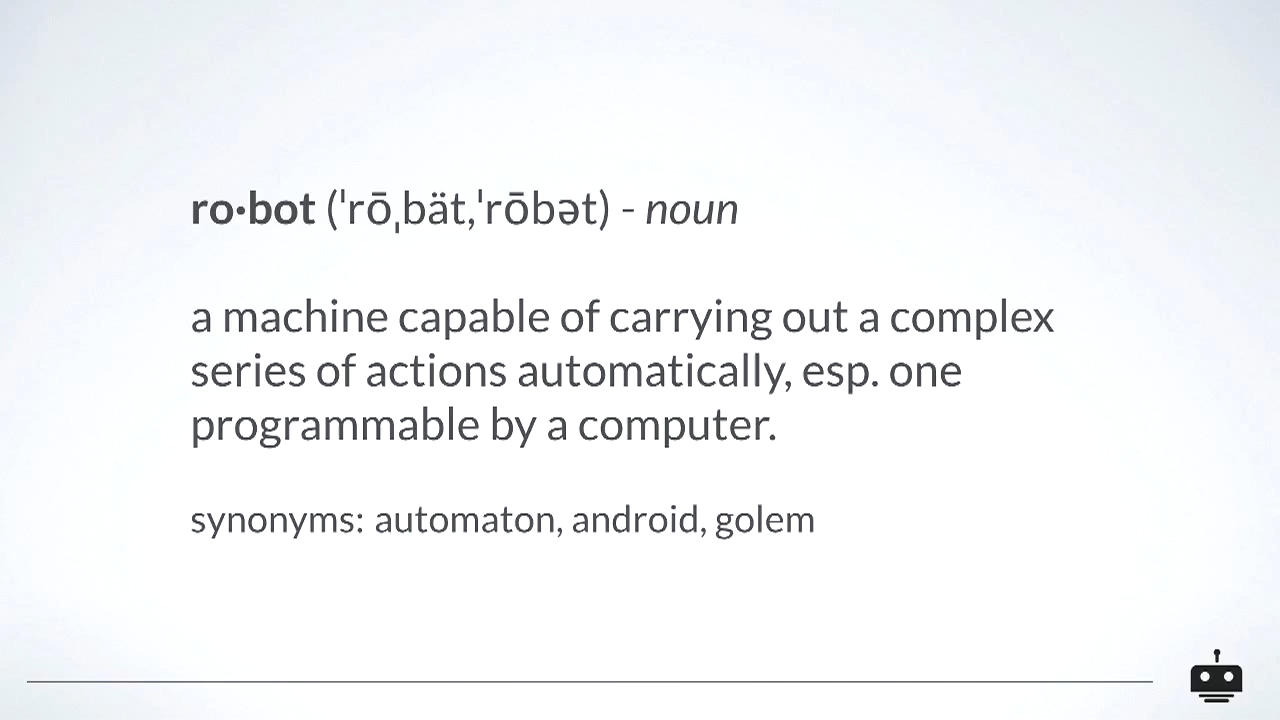 ro·bot (ˈrōˌbät,ˈrōbət) - noun
a machine capable of carrying out a complex
series of actions automatically, esp. one
programmable by a computer.
synonyms: automaton, android, golem